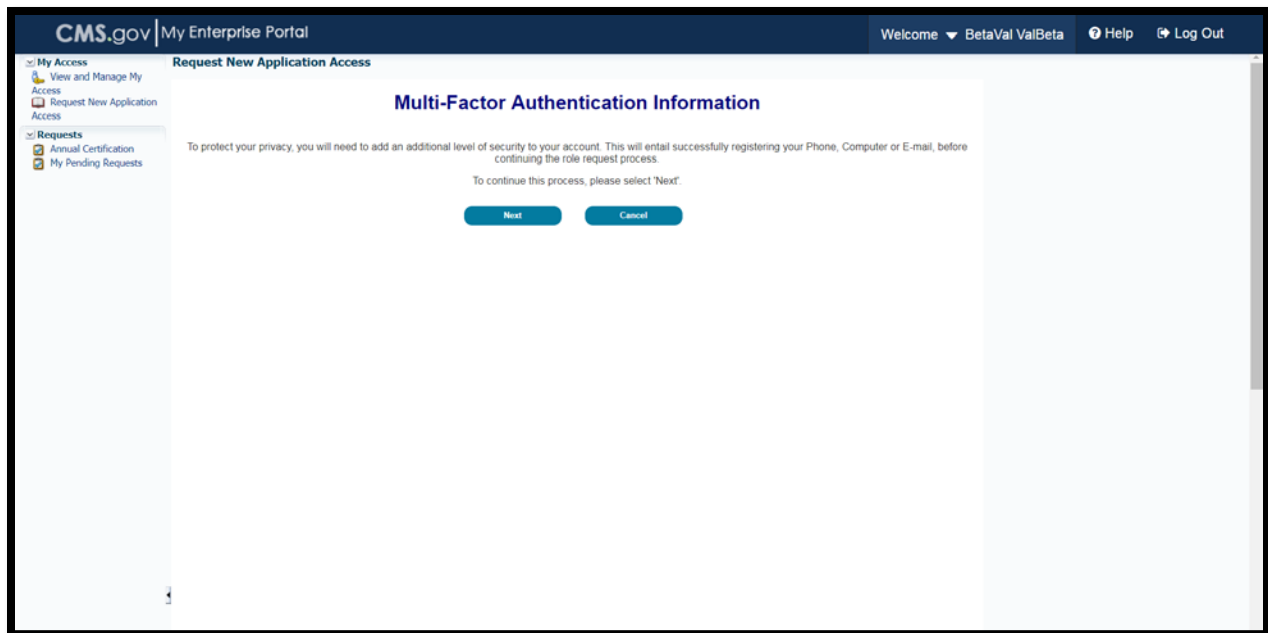 CMS.gov My Enterprise Portal
Welcome BetaVal ValBeta Help Log Out
My Access
View and Manage My
Access
Request New Application
Access
Requests
Annual Certification
My Pending Requests
Request New Application Access
Multi-Factor Authentication Information
To protect your privacy, you will need to add an additional level of security to your account. This will entail successfully registering your Phone, Computer or E-mail, before
continuing the role request process.
To continue this process, please select 'Next'.
Next Cancel